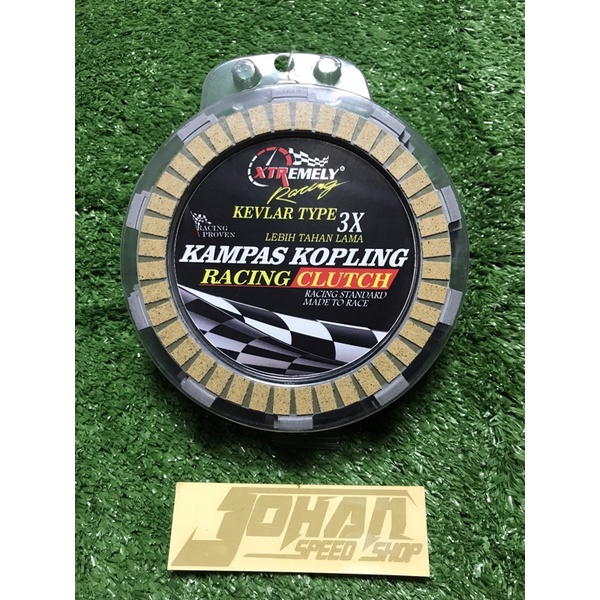 XTREMELY®
Racing
KEVLAR TYPE 3X
LEBIH TAHAN LAMA
RACING
PROVEN
KAMPAS KOPLING
RACING CLUTCH
RACING STANDARD
MADE TO RACE
JOHAN
SPEED SHOP